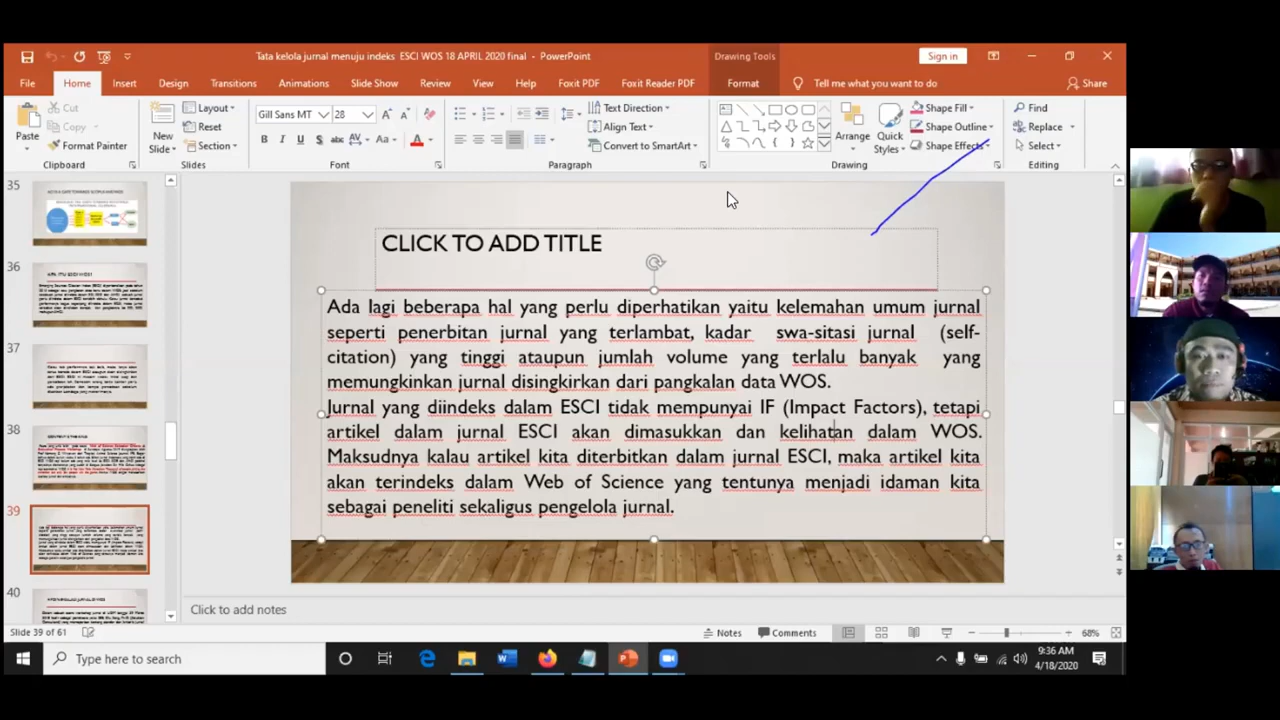 Tata kelola jurnal menuju indeks ESCI WOS 18 APRIL 2020 final - PowerPoint
Drawing Tools
Sign in
File Home Insert Design Transitions Animations Slide Show Review View Help Foxit PDF Foxit Reader PDF Format Tell me what you want to do Share
Paste
Cut
Copy
Format Painter
Clipboard
New Slide
Layout
Reset
Section
Slides
Gill Sans MT 28
Font
Text Direction
Align Text
Convert to SmartArt
Paragraph
Arrange
Quick Styles
Shape Fill
Shape Outline
Shape Effects
Drawing
Find
Replace
Select
Editing
35
36
APA ITU ESCI WOS?
37
38
39
40
CLICK TO ADD TITLE
Ada lagi beberapa hal yang perlu diperhatikan yaitu kelemahan umum jurnal
seperti penerbitan jurnal yang terlambat, kadar swa-sitasi jurnal (self-
citation) yang tinggi ataupun jumlah volume yang terlalu banyak yang
memungkinkan jurnal disingkirkan dari pangkalan data WOS.
Jurnal yang diindeks dalam ESCI tidak mempunyai IF (Impact Factors), tetapi
artikel dalam jurnal ESCI akan dimasukkan dan kelihatan dalam WOS.
Maksudnya kalau artikel kita diterbitkan dalam jurnal ESCI, maka artikel kita
akan terindeks dalam Web of Science yang tentunya menjadi idaman kita
sebagai peneliti sekaligus pengelola jurnal.
Click to add notes
Slide 39 of 61
Notes Comments 68%
Type here to search
9:36 AM
4/18/2020